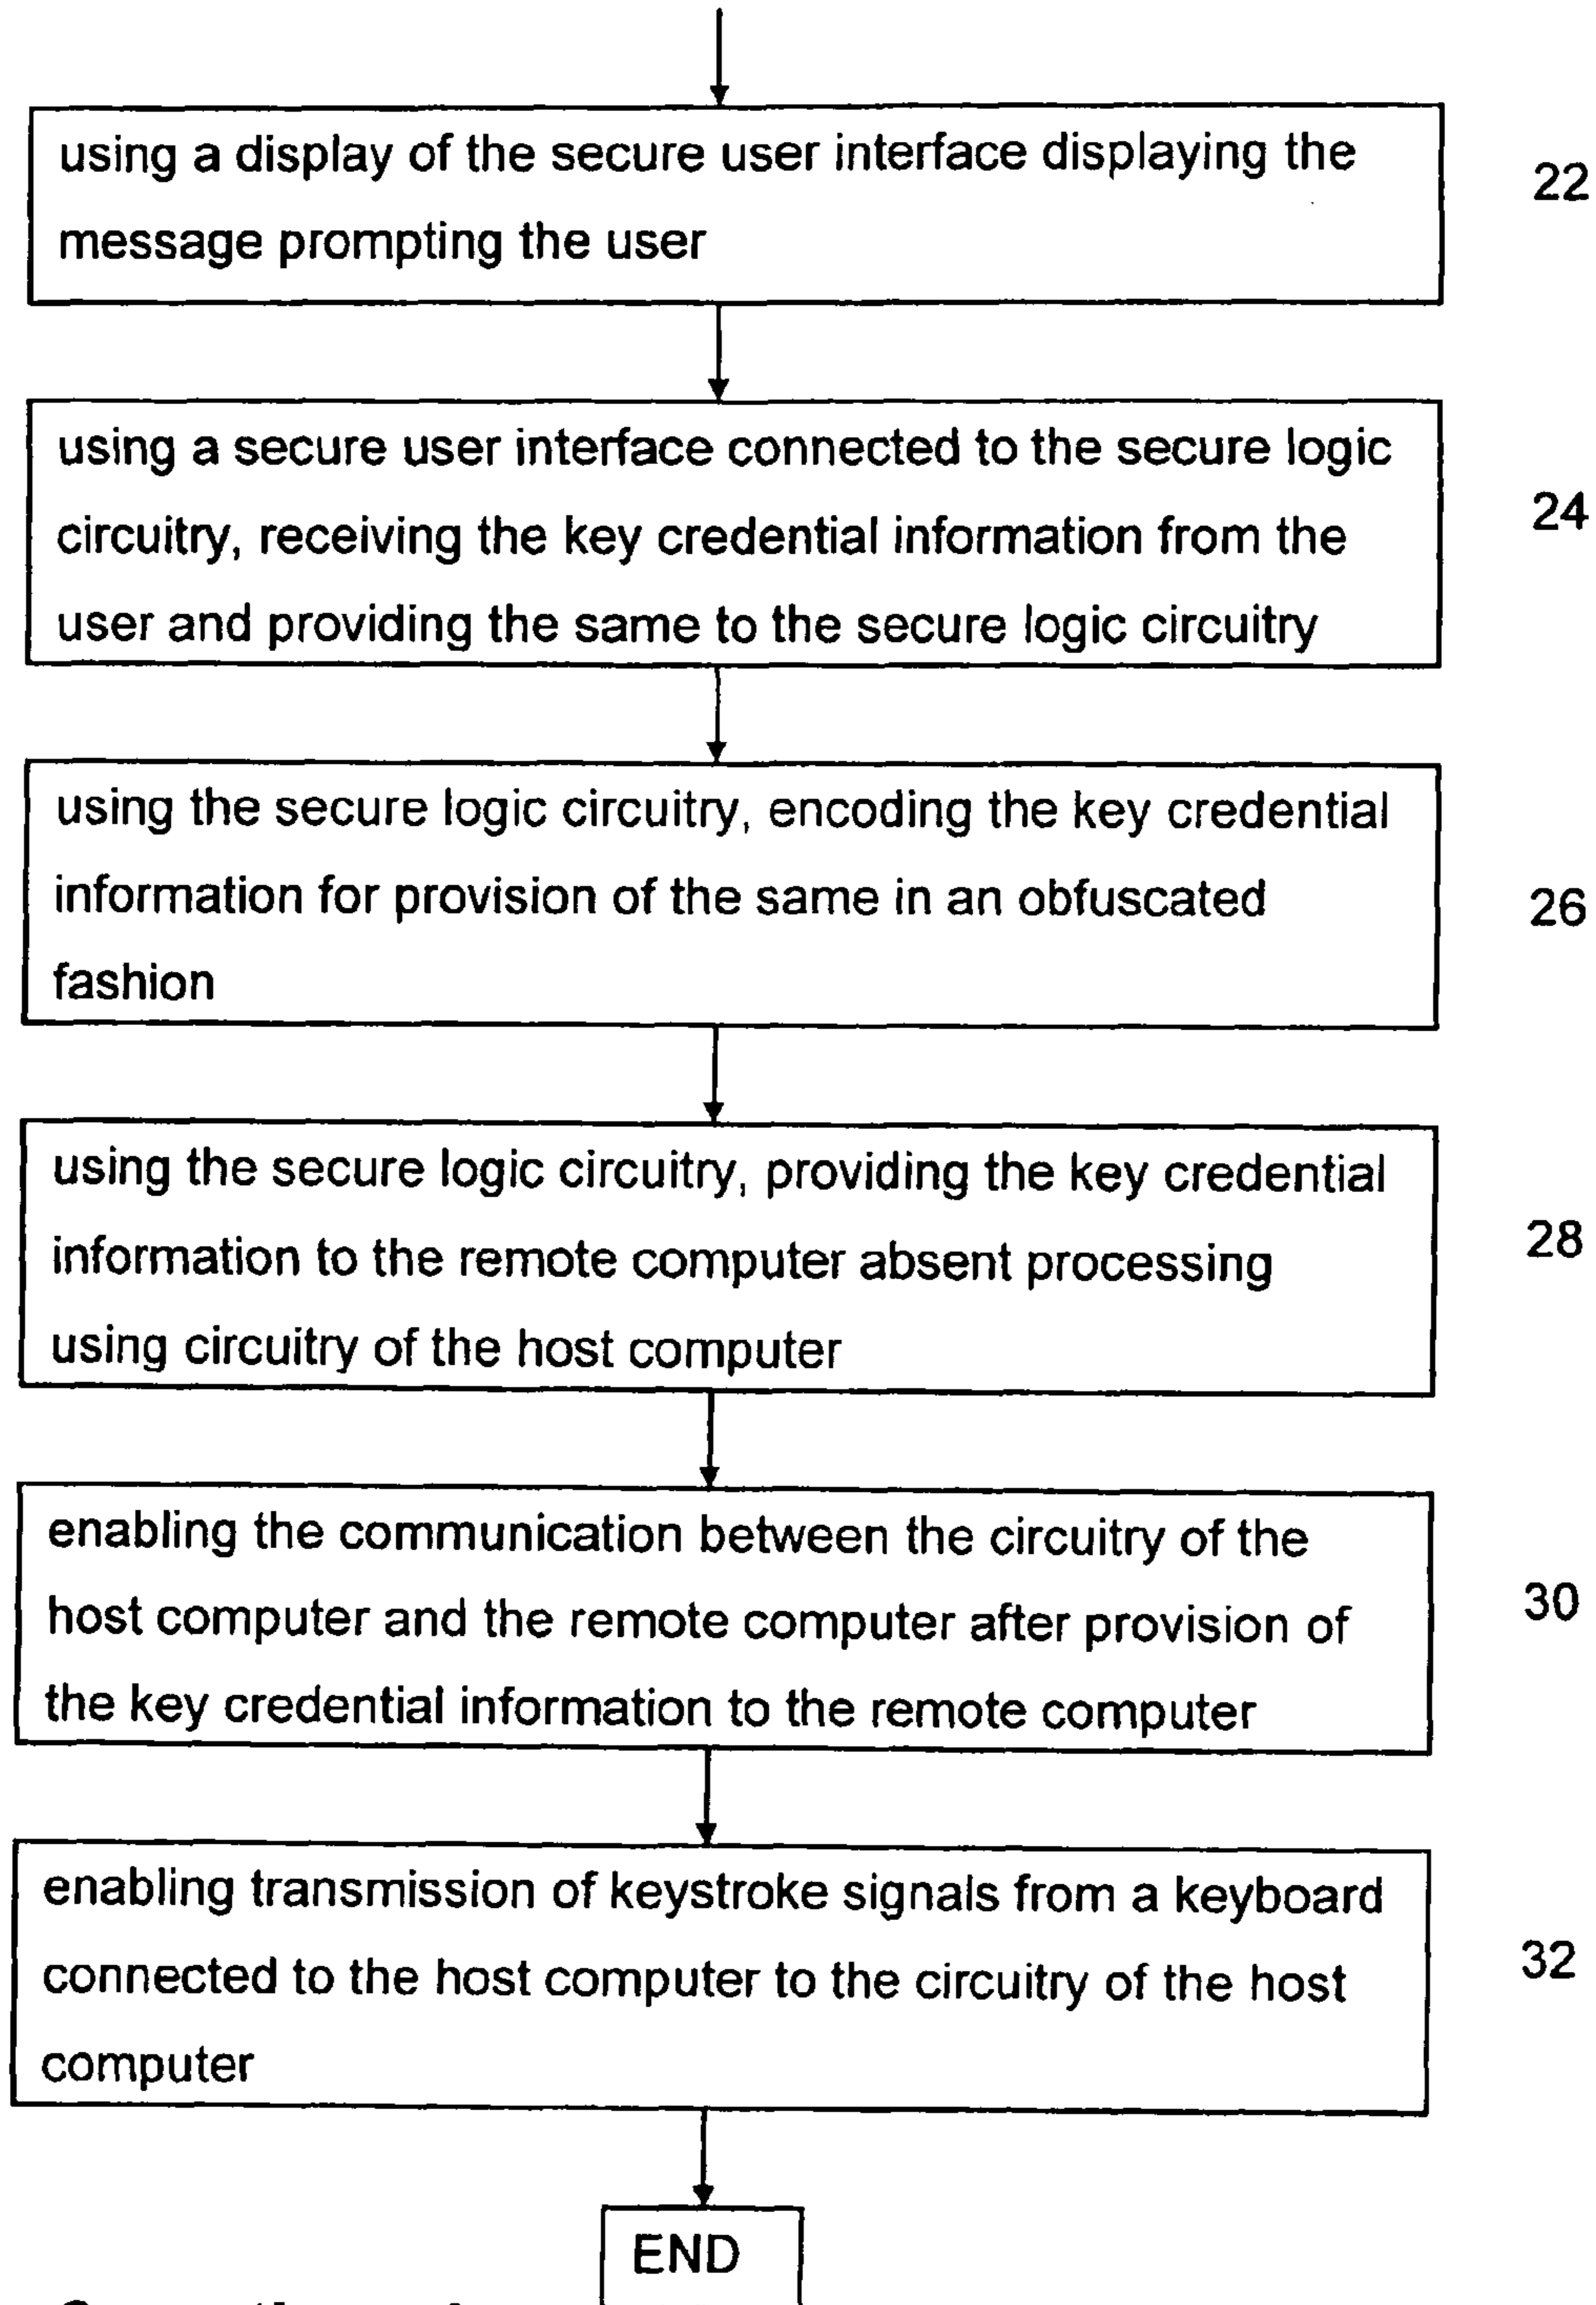 using a display of the secure user interface displaying the
message prompting the user
22
using a secure user interface connected to the secure logic
circuitry, receiving the key credential information from the
user and providing the same to the secure logic circuitry
24
using the secure logic circuitry, encoding the key credential
information for provision of the same in an obfuscated
fashion
26
using the secure logic circuitry, providing the key credential
information to the remote computer absent processing
using circuitry of the host computer
28
enabling the communication between the circuitry of the
host computer and the remote computer after provision of
the key credential information to the remote computer
30
enabling transmission of keystroke signals from a keyboard
connected to the host computer to the circuitry of the host
computer
32
END